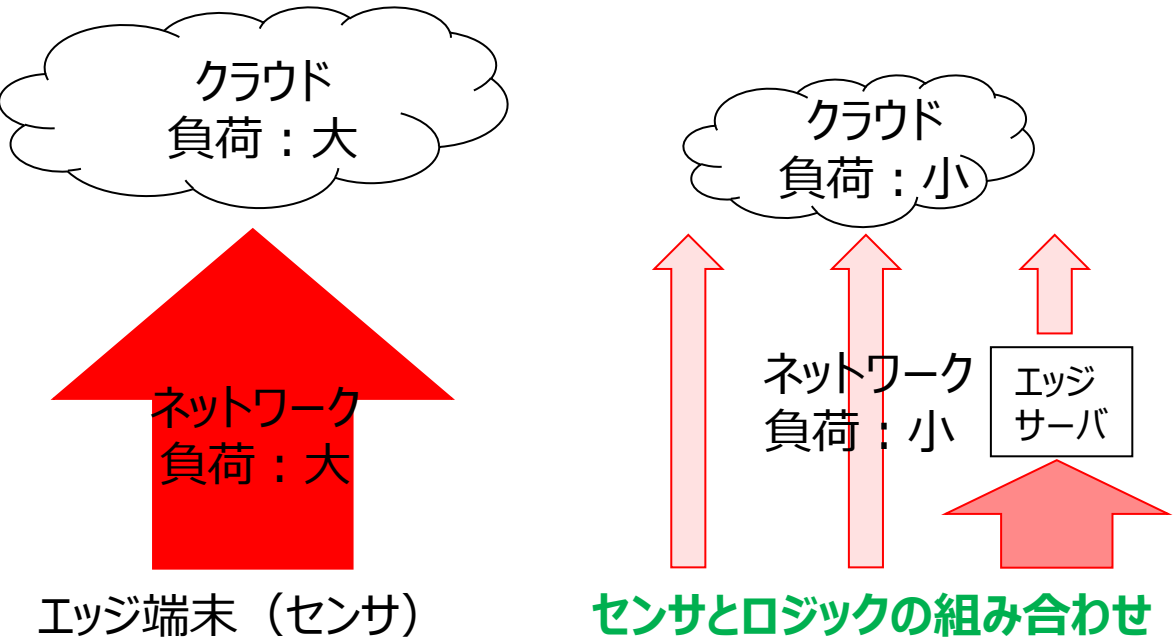 クラウド
負荷：大
ネットワーク
負荷：大
エッジ端末（センサ）
クラウド
負荷：小
ネットワーク
負荷：小
エッジ
サーバ
センサとロジックの組み合わせ